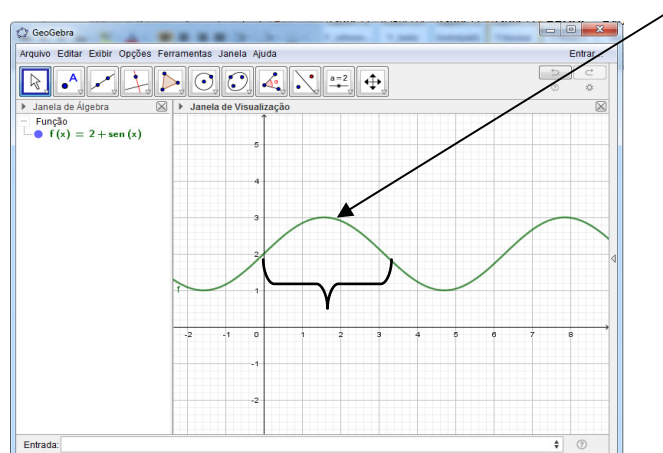 GeoGebra
Arquivo Editar Exibir Opções Ferramentas Janela Ajuda Entrar...
A a=2
Janela de Álgebra
Janela de Visualização
Função
f(x) = 2 + sen (x)
5
4
3
2
1
f
-2 -1 0 1 2 3 4 5 6 7 8
-1
-2
Entrada: